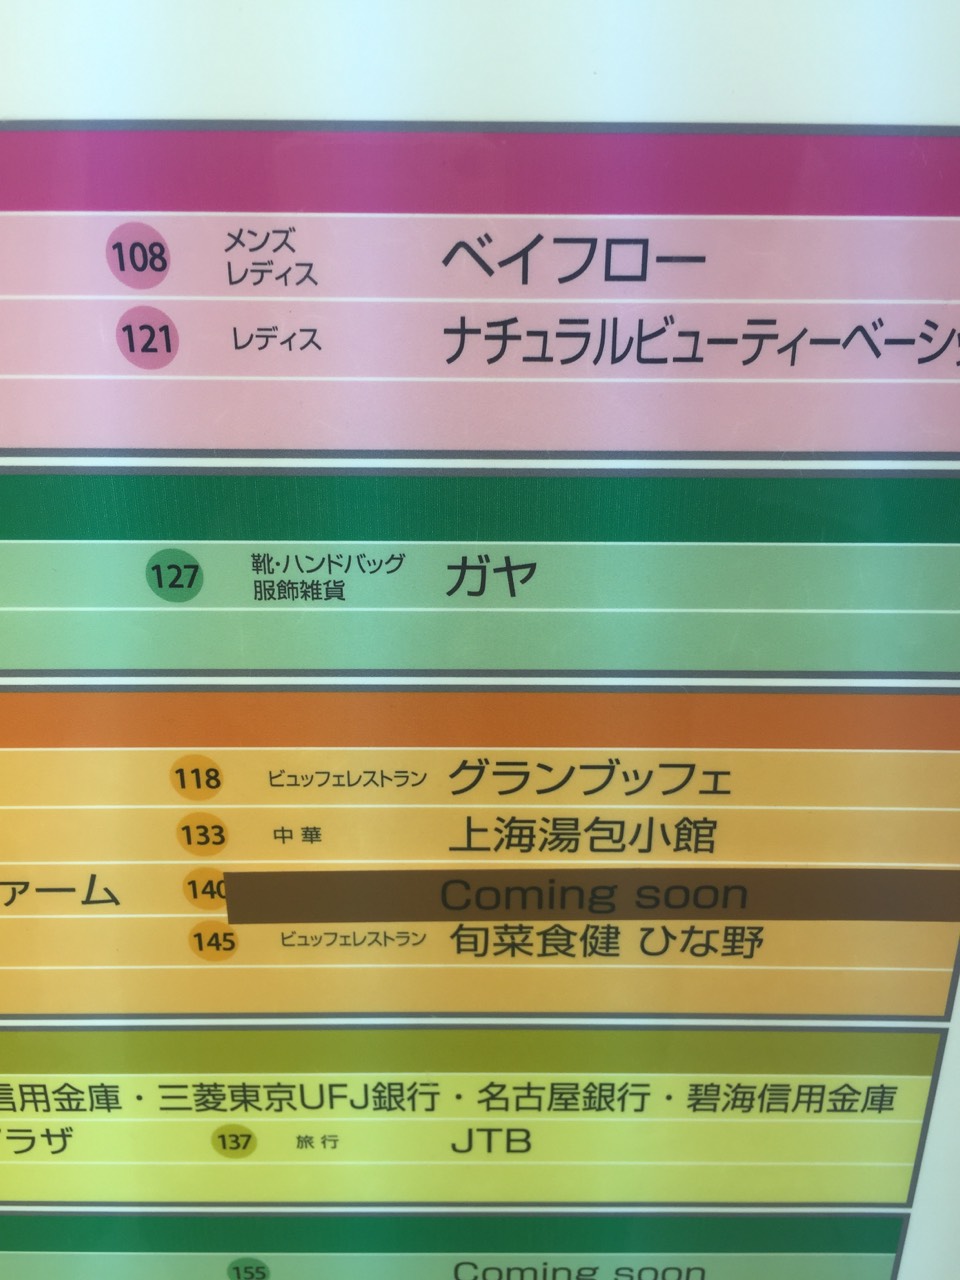 108 メンズ レディス ベイフロー
121 レディス ナチュラルビューティーベーシッ
127 靴・ハンドバッグ 服飾雑貨 ガヤ
118 ビュッフェレストラン グランブッフェ
133 中華 上海湯包小館
ァーム 140 Coming soon
145 ビュッフェレストラン 旬菜食健 ひな野
信用金庫・三菱東京UFJ銀行・名古屋銀行・碧海信用金庫
プラザ 137 旅行 JTB
155 Coming soon